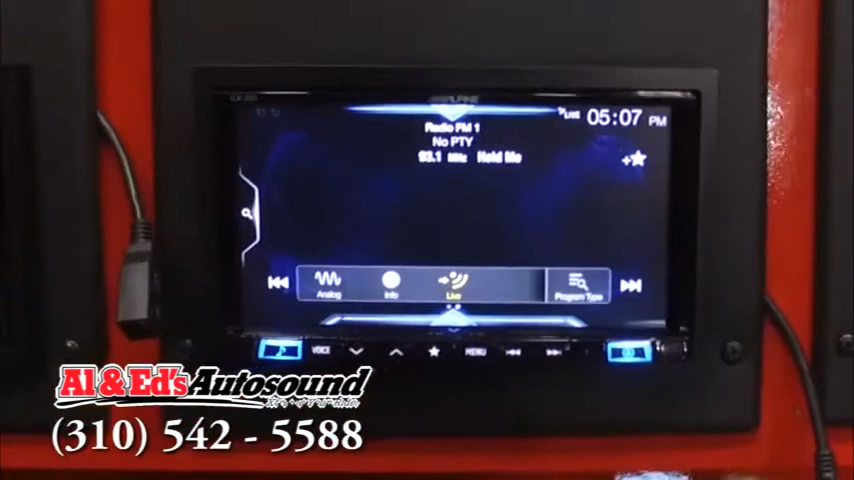 ALPINE
LIVE 05:07 PM
Radio FM 1
No PTY
93.1 MHz Hold Me
Analog
Info
Live
Program Type
VOICE
MENU
Al & Ed's Autosound
(310) 542 - 5588